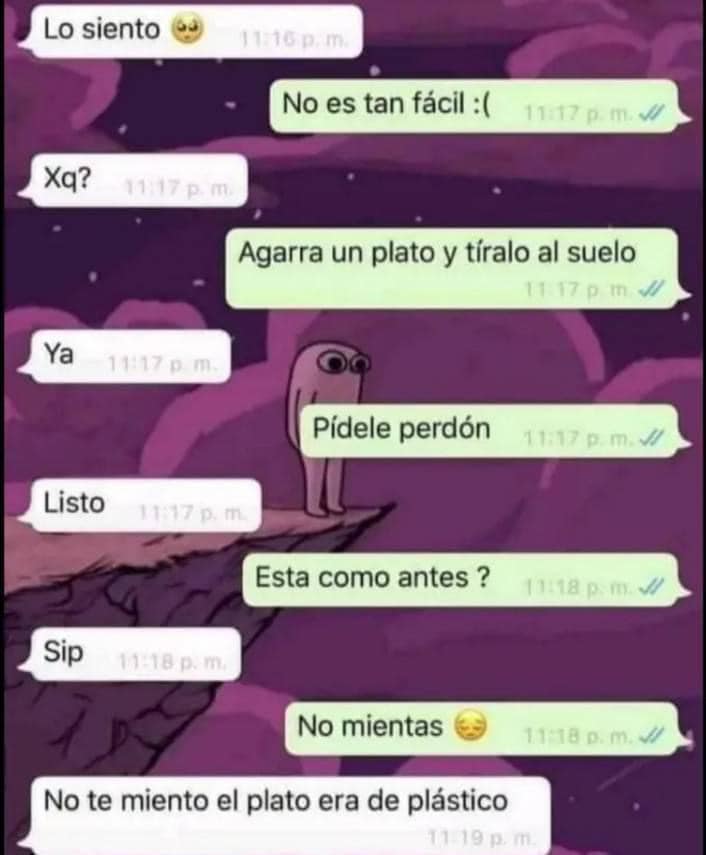 Lo siento 🥺 11:16 p. m.
No es tan fácil :( 11:17 p. m.
Xq? 11:17 p. m.
Agarra un plato y tíralo al suelo
11:17 p. m.
Ya 11:17 p. m.
Pídele perdón 11:17 p. m.
Listo 11:17 p. m.
Esta como antes ? 11:18 p. m.
Sip 11:18 p. m.
No mientas 😔 11:18 p. m.
No te miento el plato era de plástico
11:19 p. m.